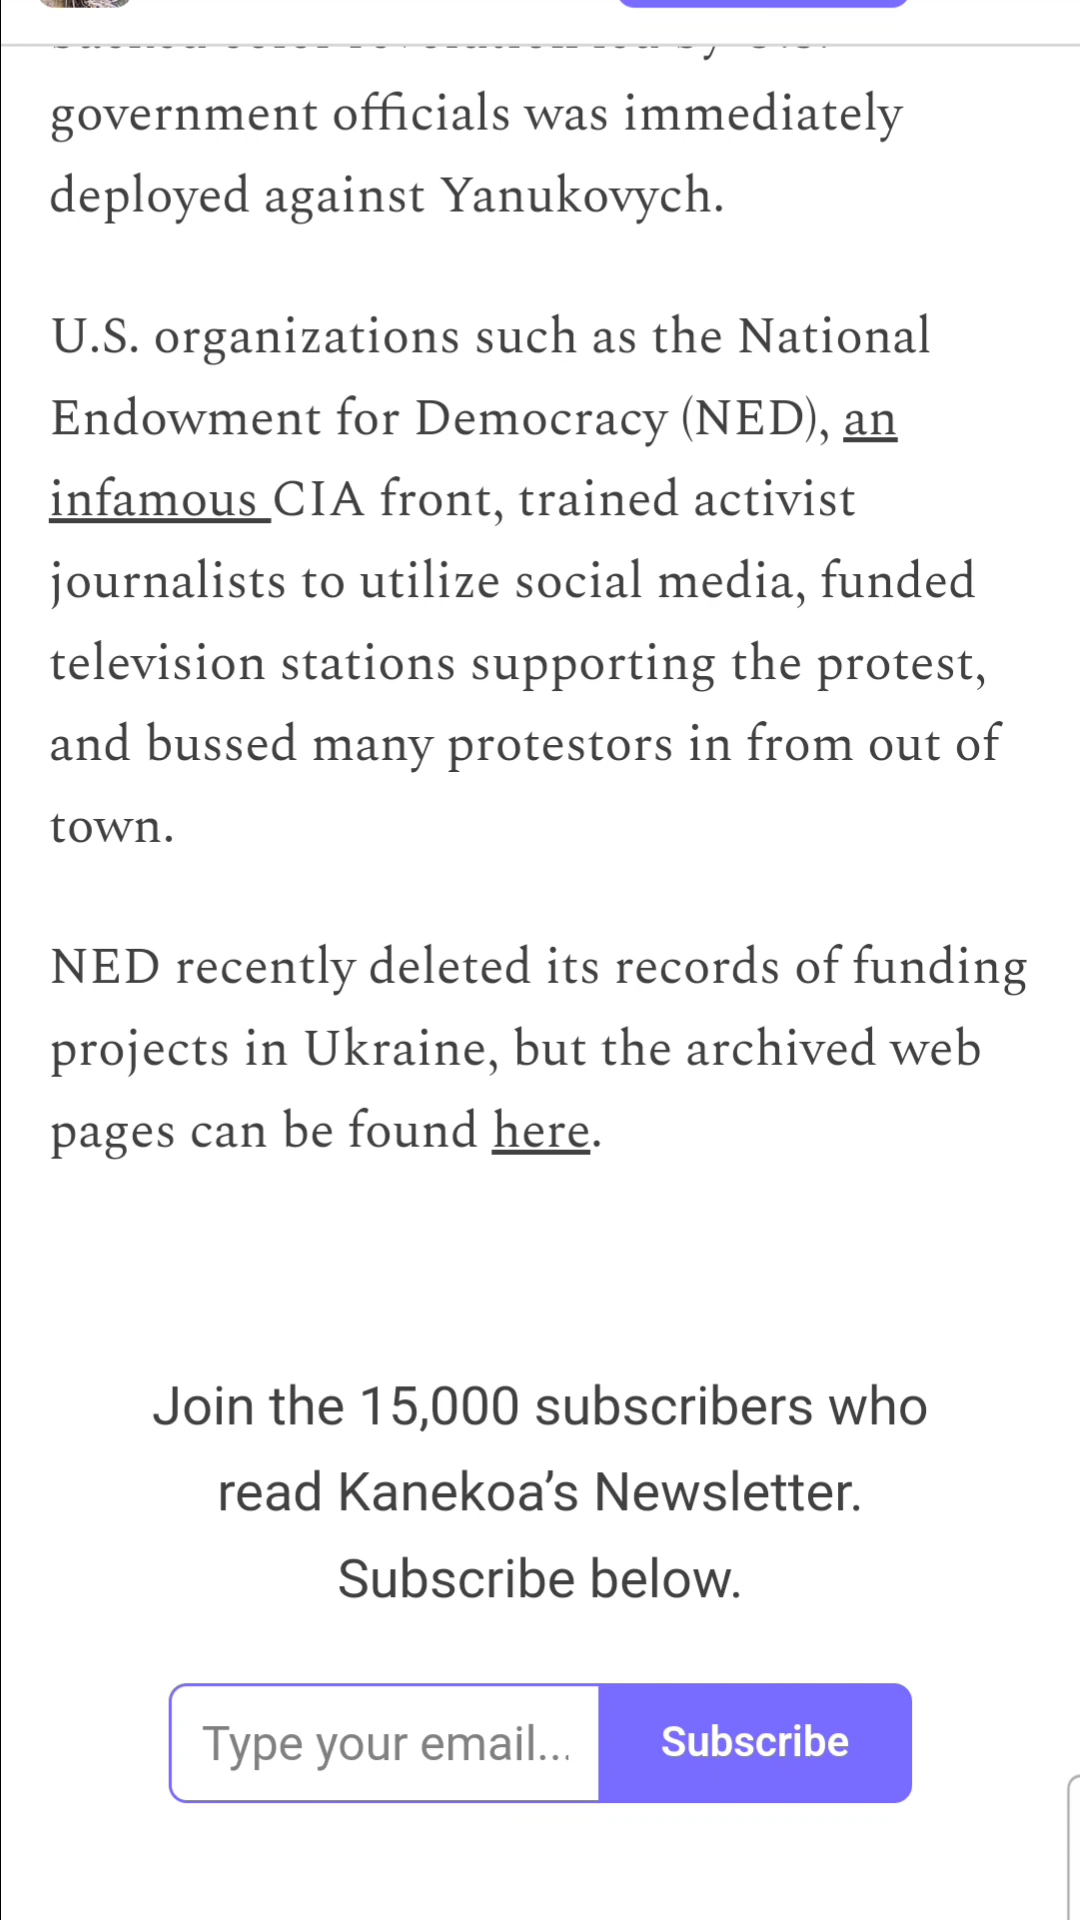 government officials was immediately
deployed against Yanukovych.
U.S. organizations such as the National
Endowment for Democracy (NED), an
infamous CIA front, trained activist
journalists to utilize social media, funded
television stations supporting the protest,
and bussed many protestors in from out of
town.
NED recently deleted its records of funding
projects in Ukraine, but the archived web
pages can be found here.
Join the 15,000 subscribers who
read Kanekoa’s Newsletter.
Subscribe below.
Type your email...
Subscribe